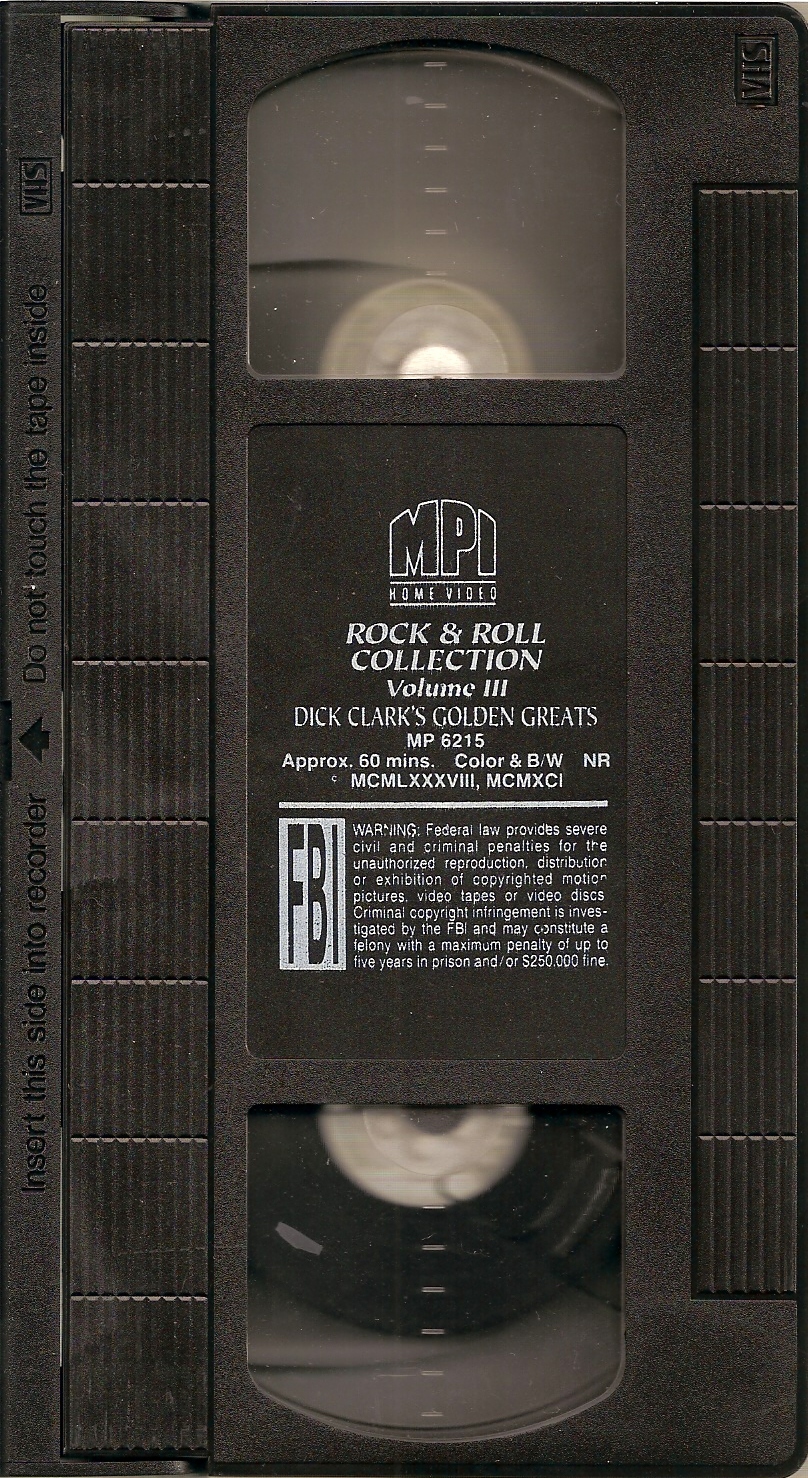 VHS
VHS
Do not touch the tape inside
Insert this side into recorder
MPI
HOME VIDEO
ROCK & ROLL
COLLECTION
Volume III
DICK CLARK'S GOLDEN GREATS
MP 6215
Approx. 60 mins. Color & B/W NR
c MCMLXXXVIII, MCMXCI
FBI
WARNING: Federal law provides severe
civil and criminal penalties for the
unauthorized reproduction, distribution
or exhibition of copyrighted motion
pictures, video tapes or video discs
Criminal copyright infringement is inves-
tigated by the FBI and may constitute a
felony with a maximum penalty of up to
five years in prison and/or $250.000 fine.